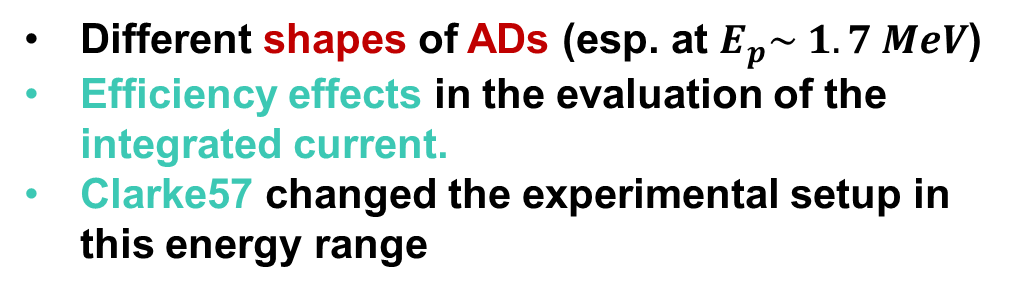 • Different shapes of ADs (esp. at E_p~ 1.7 MeV)
• Efficiency effects in the evaluation of the
integrated current.
• Clarke57 changed the experimental setup in
this energy range